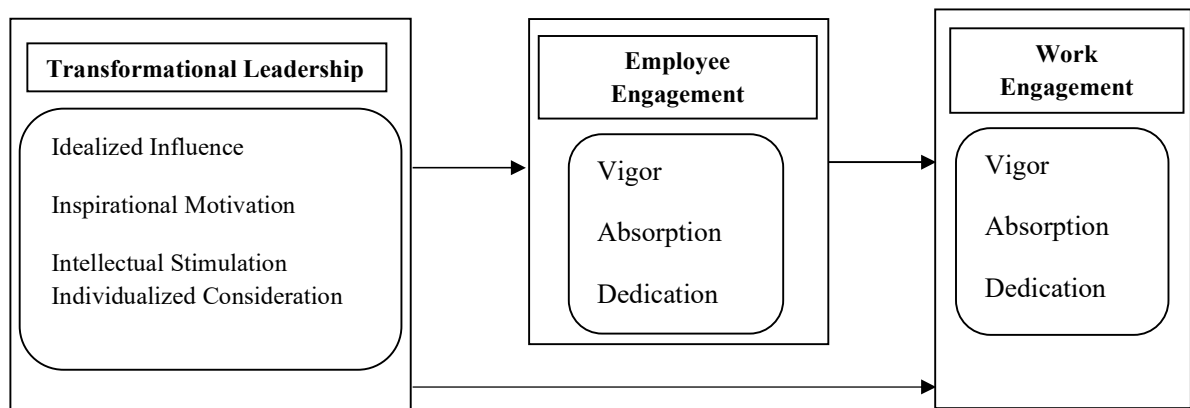 Transformational Leadership
Idealized Influence
Inspirational Motivation
Intellectual Stimulation
Individualized Consideration
Employee
Engagement
Vigor
Absorption
Dedication
Work
Engagement
Vigor
Absorption
Dedication